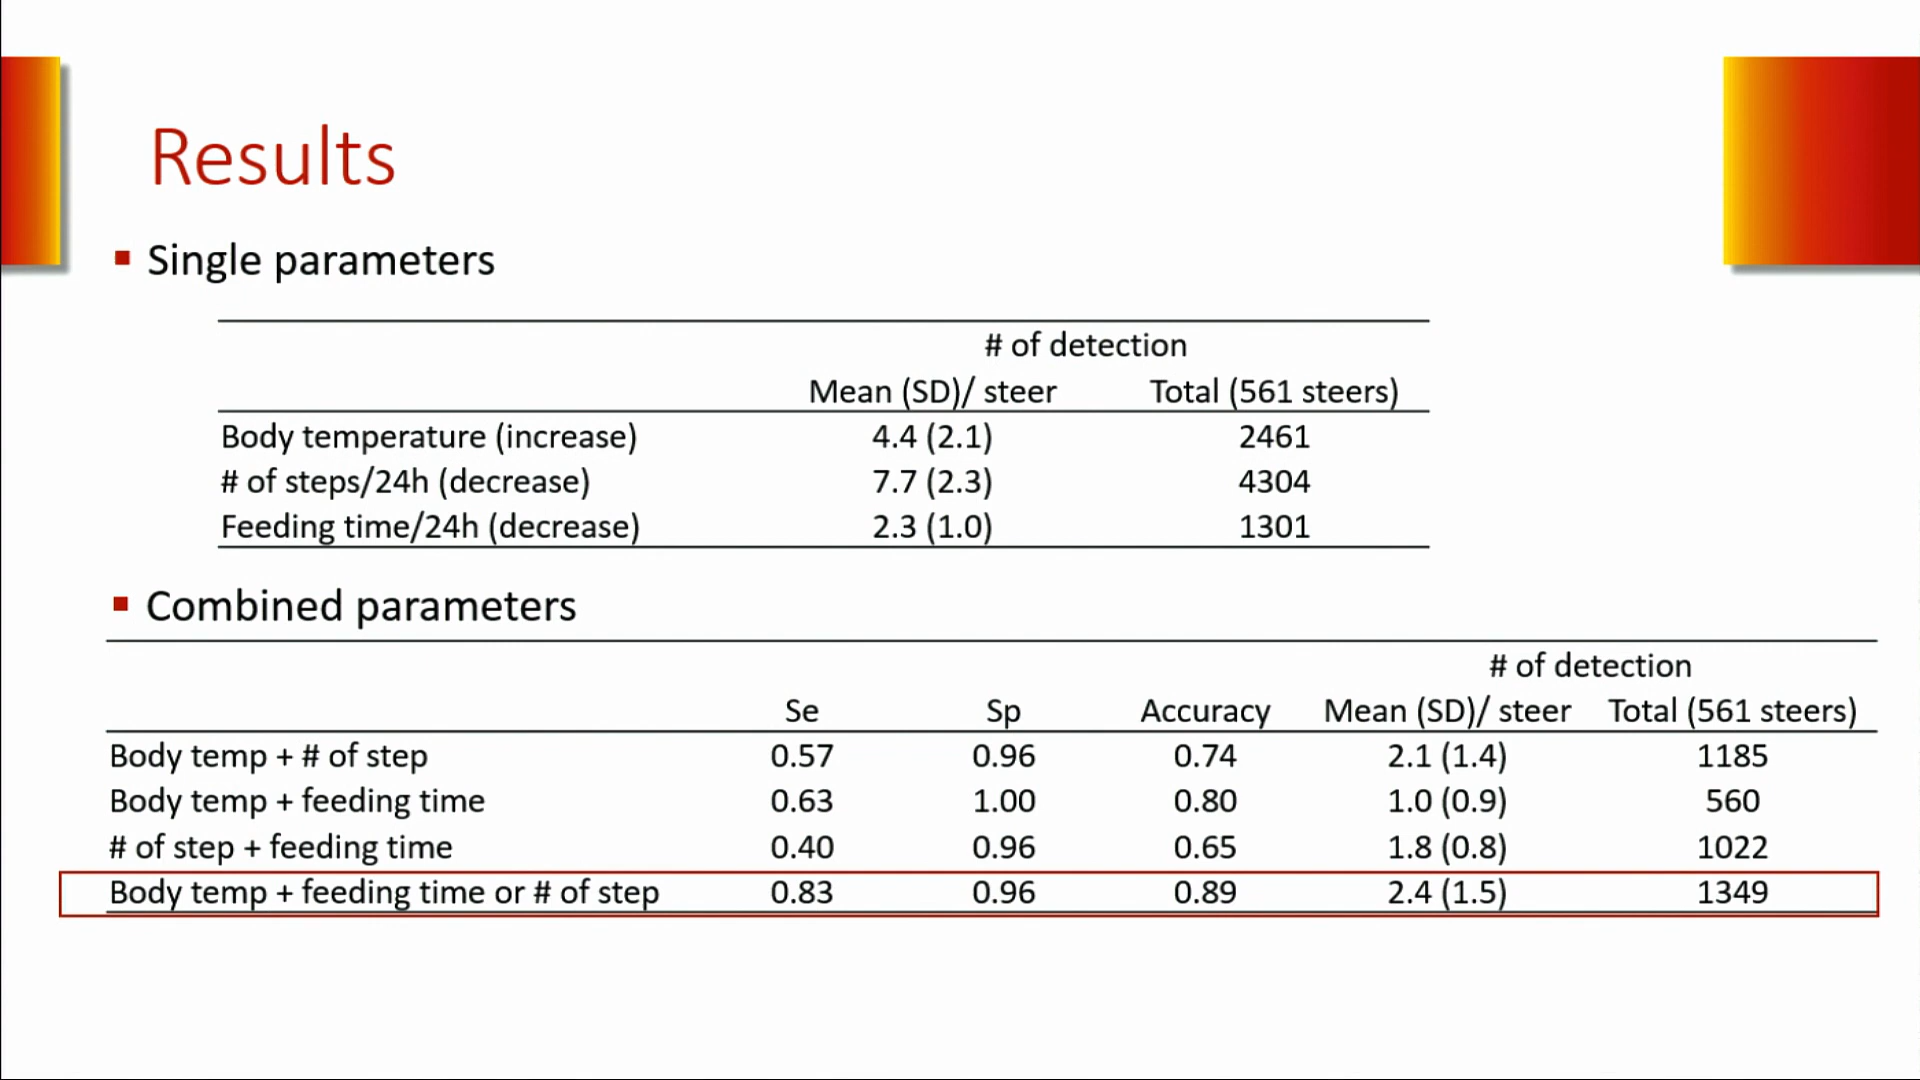 Results
Single parameters
# of detection
Mean (SD)/ steer Total (561 steers)
Body temperature (increase) 4.4 (2.1) 2461
# of steps/24h (decrease) 7.7 (2.3) 4304
Feeding time/24h (decrease) 2.3 (1.0) 1301
Combined parameters
# of detection
Se Sp Accuracy Mean (SD)/ steer Total (561 steers)
Body temp + # of step 0.57 0.96 0.74 2.1 (1.4) 1185
Body temp + feeding time 0.63 1.00 0.80 1.0 (0.9) 560
# of step + feeding time 0.40 0.96 0.65 1.8 (0.8) 1022
Body temp + feeding time or # of step 0.83 0.96 0.89 2.4 (1.5) 1349